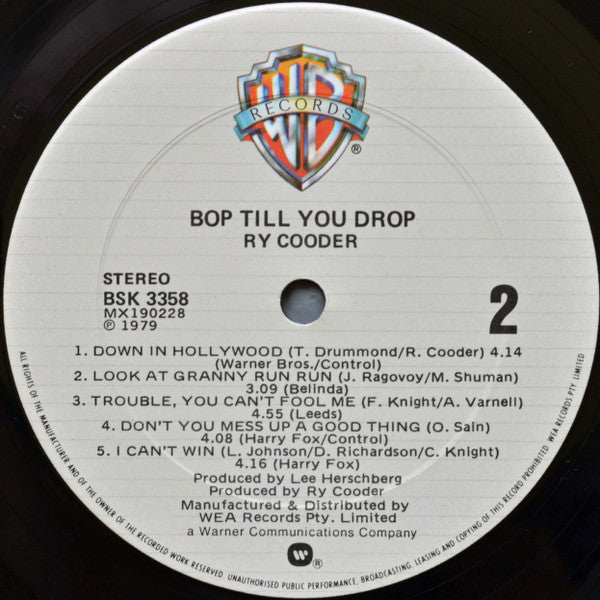 WB
RECORDS
®
BOP TILL YOU DROP
RY COODER
STEREO
BSK 3358
MX190228
℗ 1979
2
1. DOWN IN HOLLYWOOD (T. Drummond/R. Cooder) 4.14
(Warner Bros./Control)
2. LOOK AT GRANNY RUN RUN (J. Ragovoy/M. Shuman)
3.09 (Belinda)
3. TROUBLE, YOU CAN'T FOOL ME (F. Knight/A. Varnell)
4.55 (Leeds)
4. DON'T YOU MESS UP A GOOD THING (O. Sain)
4.08 (Harry Fox/Control)
5. I CAN'T WIN (L. Johnson/D. Richardson/C. Knight)
4.16 (Harry Fox)
Produced by Lee Herschberg
Produced by Ry Cooder
Manufactured & Distributed by
WEA Records Pty. Limited
a Warner Communications Company
®
ALL RIGHTS OF THE MANUFACTURER AND OF THE OWNER OF THE RECORDED WORK RESERVED. UNAUTHORISED PUBLIC PERFORMANCE, BROADCASTING, LEASING AND COPYING OF THIS RECORD PROHIBITED. WEA RECORDS PTY. LIMITED